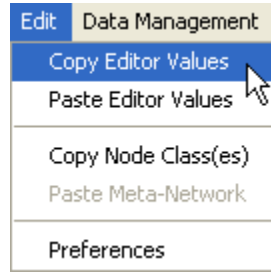 Edit Data Management
Copy Editor Values
Paste Editor Values
Copy Node Class(es)
Paste Meta-Network
Preferences